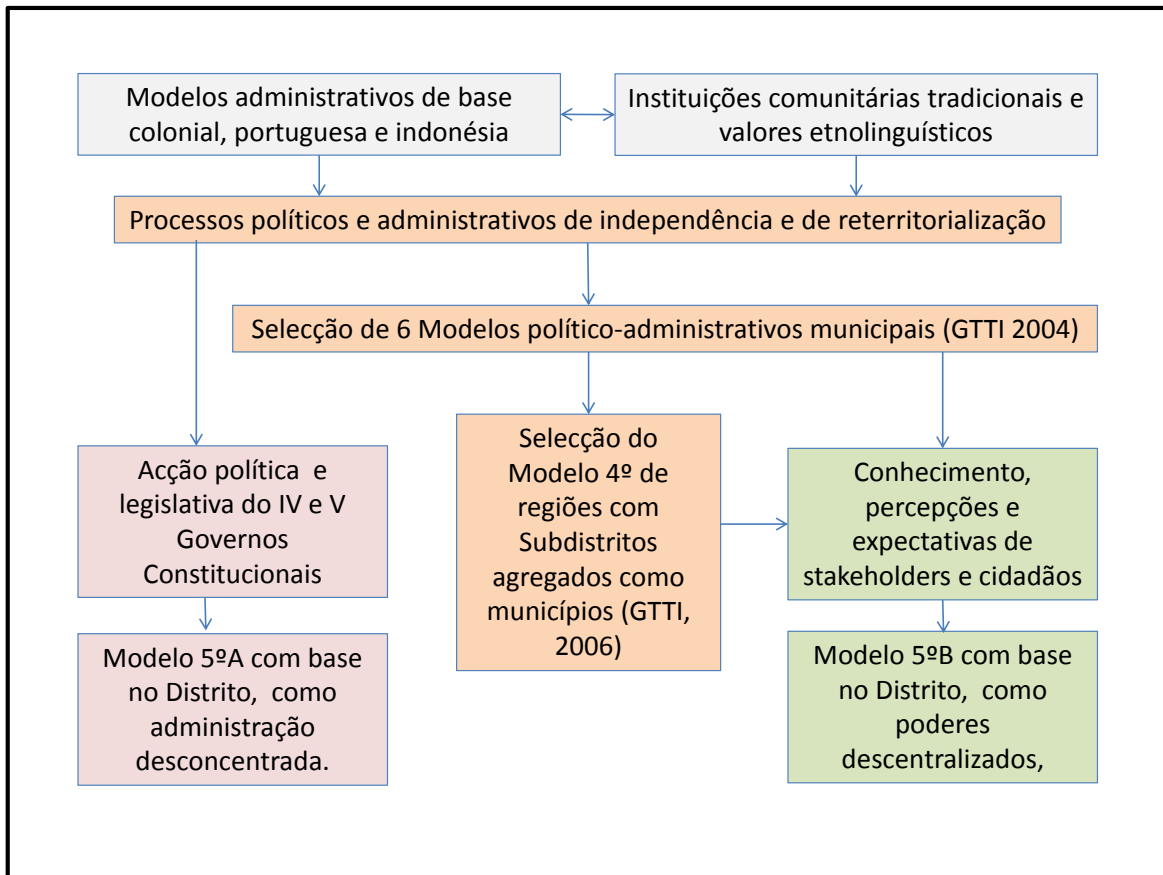 Modelos administrativos de base
colonial, portuguesa e indonésia
Instituições comunitárias tradicionais e
valores etnolinguísticos
Processos políticos e administrativos de independência e de reterritorialização
Selecção de 6 Modelos político-administrativos municipais (GTTI 2004)
Acção política e
legislativa do IV e V
Governos
Constitucionais
Selecção do
Modelo 4º de
regiões com
Subdistritos
agregados como
municípios (GTTI,
2006)
Conhecimento,
percepções e
expectativas de
stakeholders e cidadãos
Modelo 5ºA com base
no Distrito, como
administração
desconcentrada.
Modelo 5ºB com base
no Distrito, como
poderes
descentralizados,